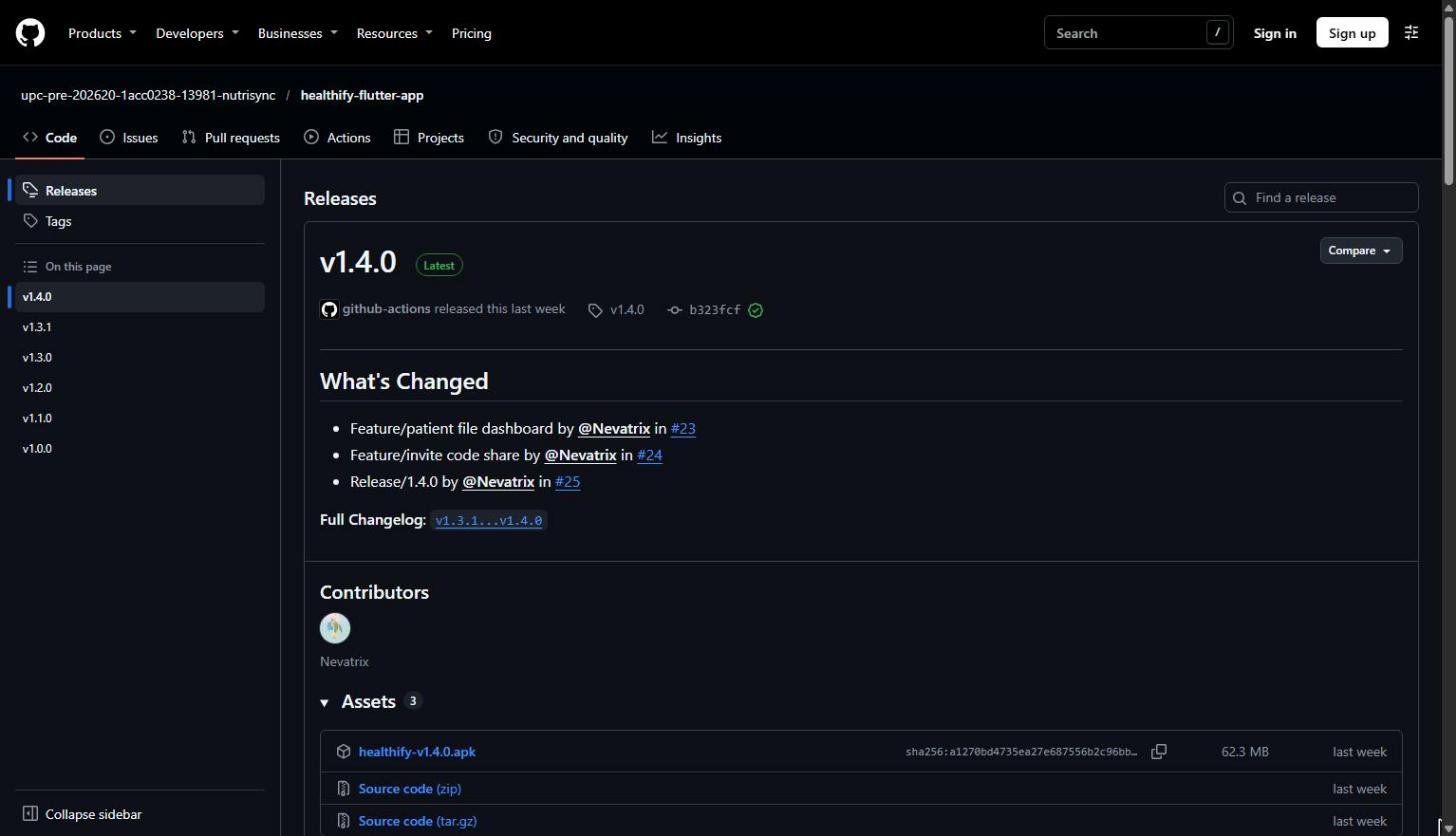 Products Developers Businesses Resources Pricing Search / Sign in Sign up
upc-pre-202620-1acc0238-13981-nutrisync / healthify-flutter-app
Code Issues Pull requests Actions Projects Security and quality Insights
Releases
Tags
On this page
v1.4.0
v1.3.1
v1.3.0
v1.2.0
v1.1.0
v1.0.0
Collapse sidebar
Releases
Find a release
v1.4.0 Latest
Compare
github-actions released this last week v1.4.0 b323fcf
What's Changed
Feature/patient file dashboard by @Nevatrix in #23
Feature/invite code share by @Nevatrix in #24
Release/1.4.0 by @Nevatrix in #25
Full Changelog: v1.3.1...v1.4.0
Contributors
Nevatrix
Assets 3
healthify-v1.4.0.apk sha256:a1270bd4735ea27e687556b2c96bb… 62.3 MB last week
Source code (zip) last week
Source code (tar.gz) last week